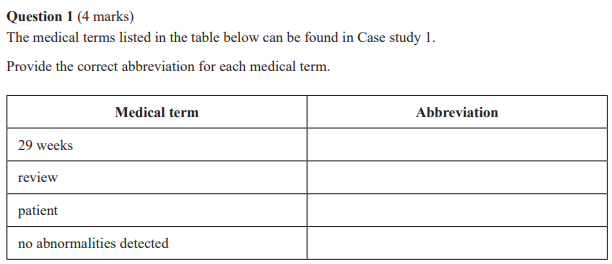 Question 1 (4 marks)
The medical terms listed in the table below can be found in Case study 1.
Provide the correct abbreviation for each medical term.
Medical term Abbreviation
29 weeks
review
patient
no abnormalities detected